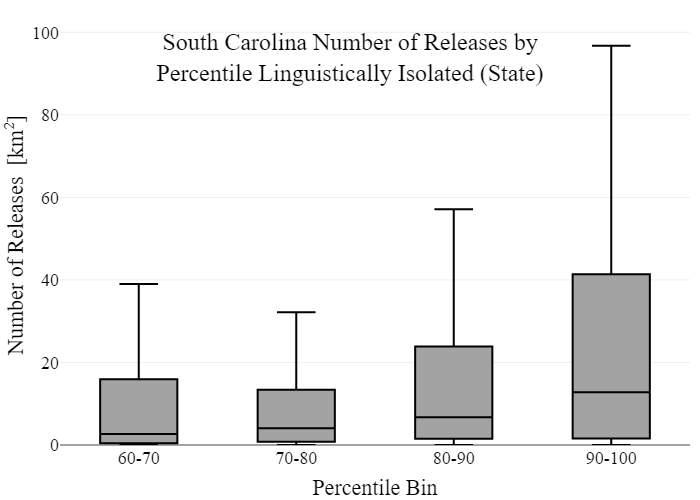 South Carolina Number of Releases by
Percentile Linguistically Isolated (State)
Number of Releases [km²]
100
80
60
40
20
0
60-70
70-80
80-90
90-100
Percentile Bin